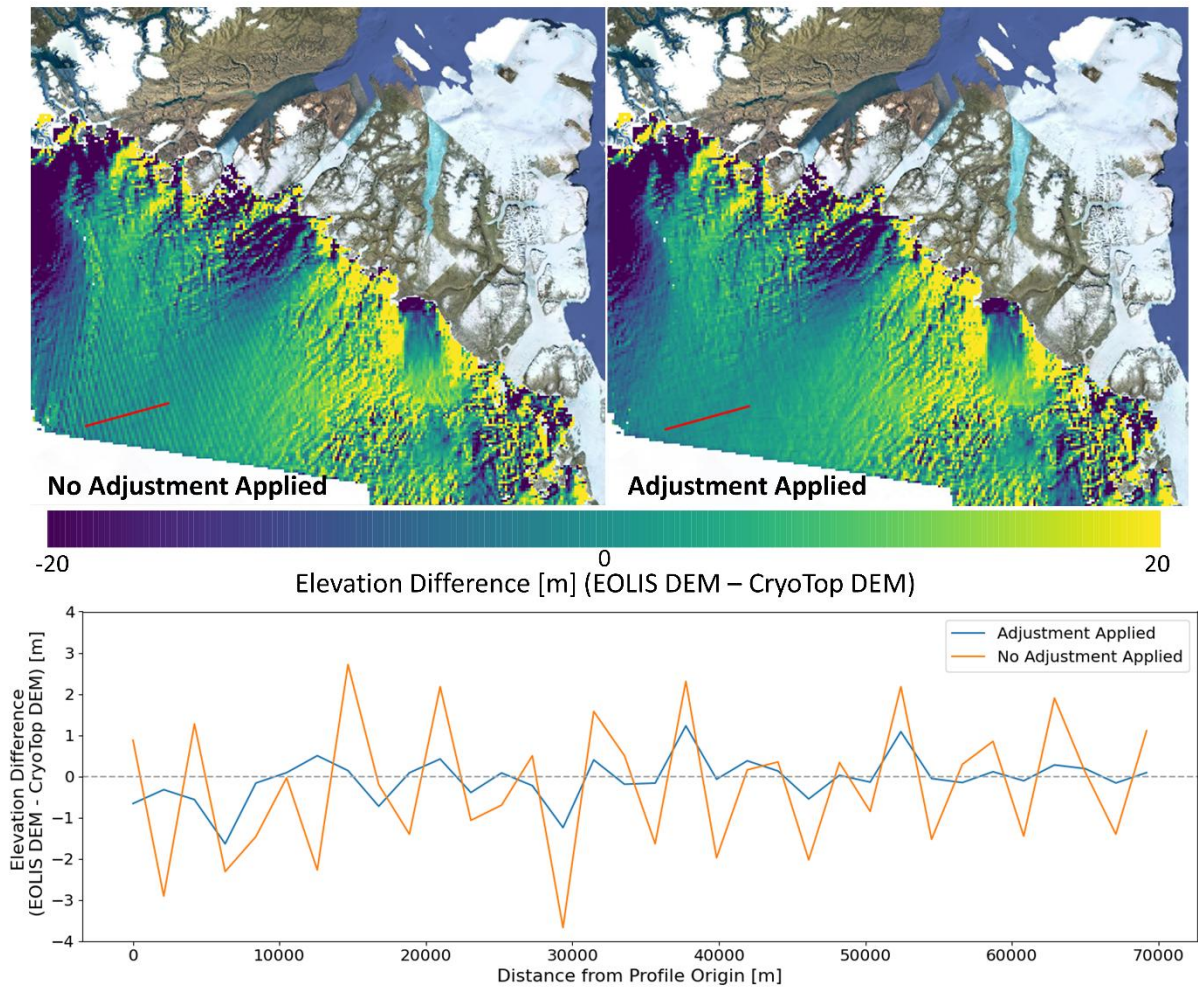 No Adjustment Applied
Adjustment Applied
-20
0
20
Elevation Difference [m] (EOLIS DEM – CryoTop DEM)
4
3
2
1
0
−1
−2
−3
−4
Elevation Difference
(EOLIS DEM - CryoTop DEM) [m]
Adjustment Applied
No Adjustment Applied
0
10000
20000
30000
40000
50000
60000
70000
Distance from Profile Origin [m]